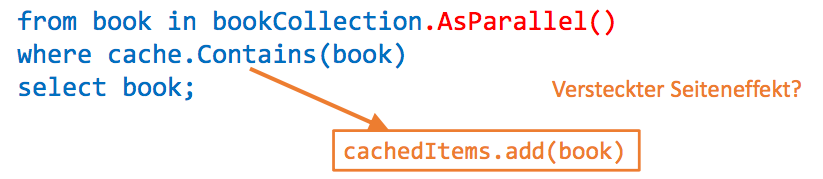 from book in bookCollection.AsParallel()
where cache.Contains(book)
select book;
Versteckter Seiteneffekt?
cachedItems.add(book)